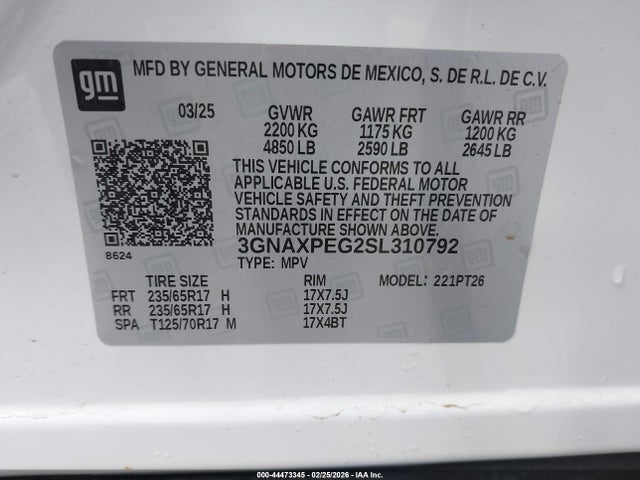 gm
MFD BY GENERAL MOTORS DE MEXICO, S. DE R.L. DE C.V.
03/25 GVWR GAWR FRT GAWR RR
2200 KG 1175 KG 1200 KG
4850 LB 2590 LB 2645 LB
THIS VEHICLE CONFORMS TO ALL
APPLICABLE U.S. FEDERAL MOTOR
VEHICLE SAFETY AND THEFT PREVENTION
STANDARDS IN EFFECT ON THE DATE OF
MANUFACTURE SHOWN ABOVE.
3GNAXPEG2SL310792
8624
TYPE: MPV MODEL: 221PT26
TIRE SIZE RIM
FRT 235/65R17 H 17X7.5J
RR 235/65R17 H 17X7.5J
SPA T125/70R17 M 17X4BT
000-44473345 - 02/25/2026 - IAA Inc.